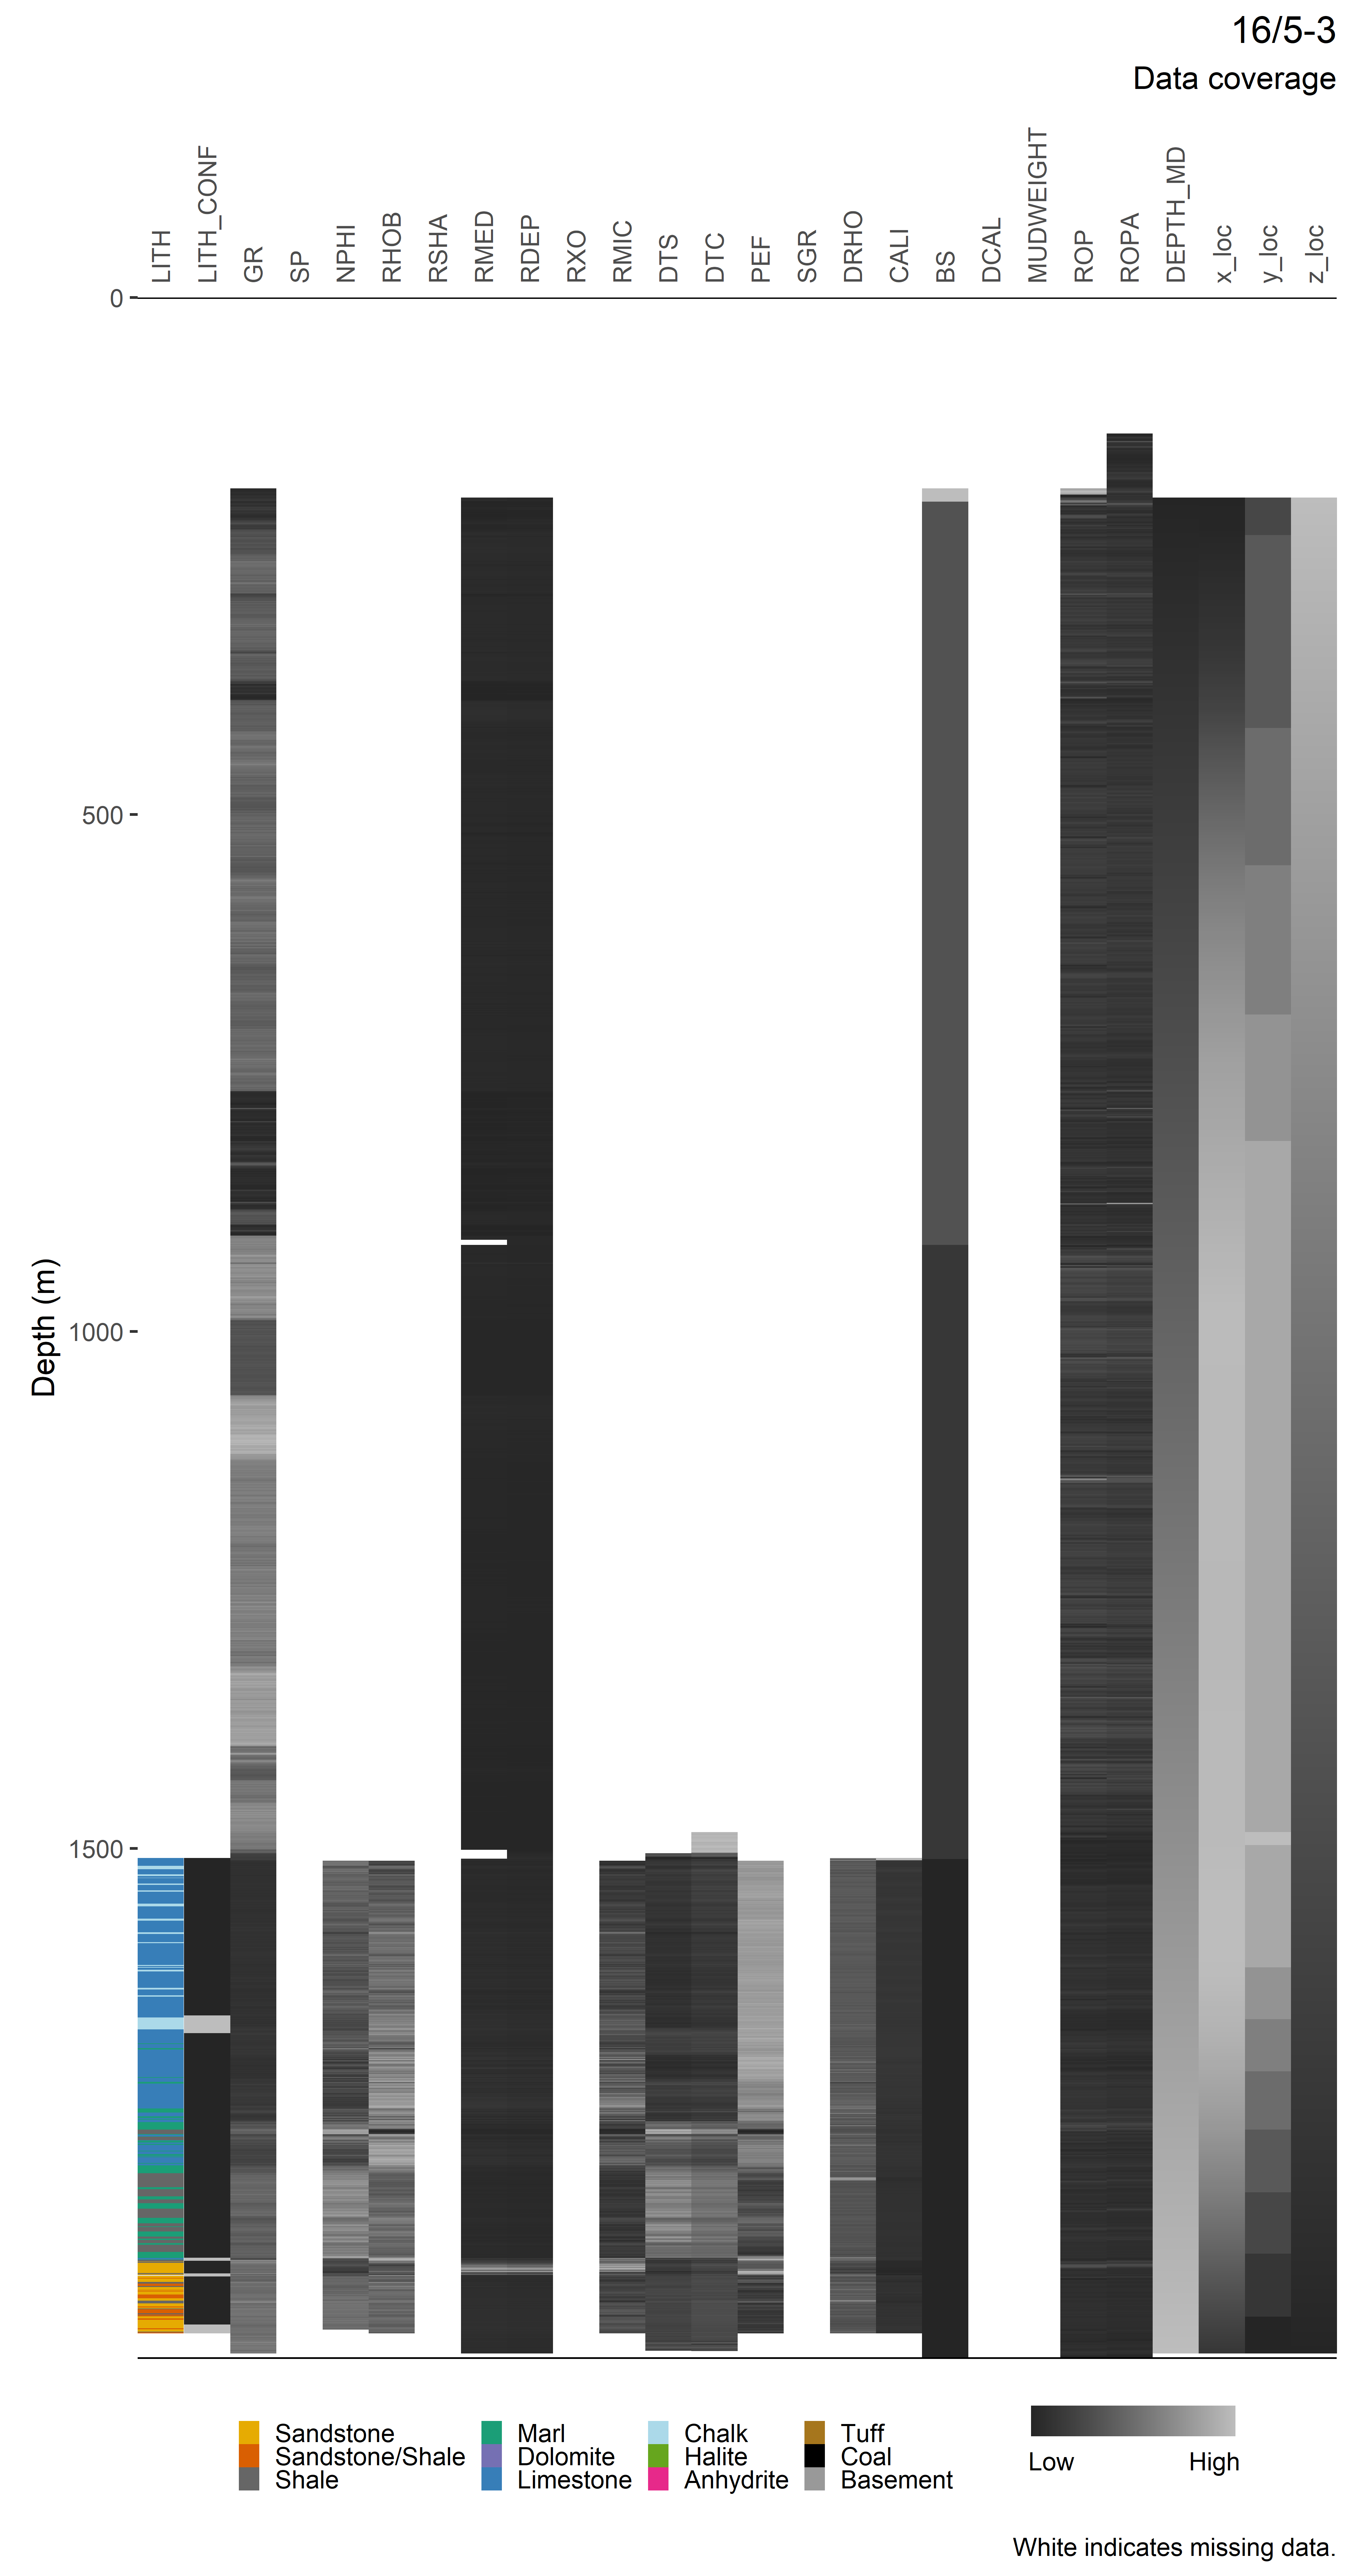 16/5-3
Data coverage
LITH
LITH_CONF
GR
SP
NPHI
RHOB
RSHA
RMED
RDEP
RXO
RMIC
DTS
DTC
PEF
SGR
DRHO
CALI
BS
DCAL
MUDWEIGHT
ROP
ROPA
DEPTH_MD
x_loc
y_loc
z_loc
0
500
1000
1500
Depth (m)
Sandstone
Sandstone/Shale
Shale
Marl
Dolomite
Limestone
Chalk
Halite
Anhydrite
Tuff
Coal
Basement
Low High
White indicates missing data.